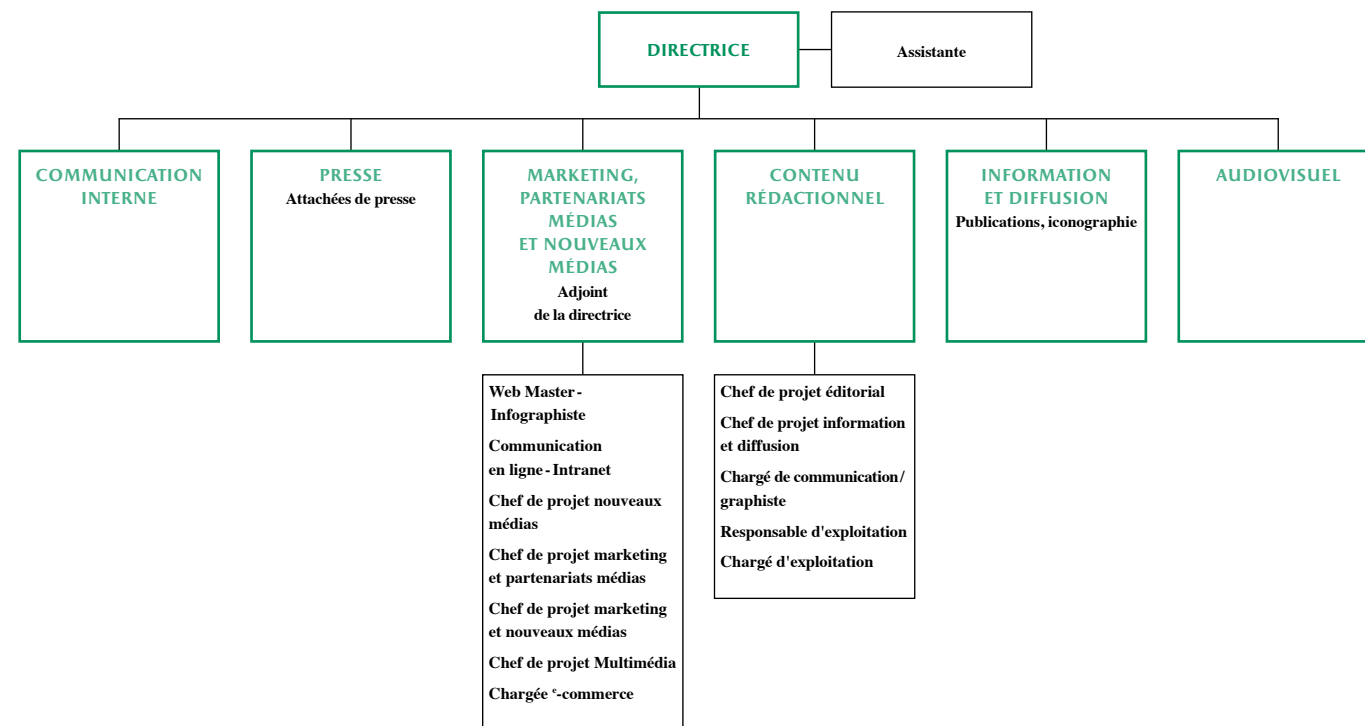 DIRECTRICE
Assistante
COMMUNICATION
INTERNE
PRESSE
Attachées de presse
MARKETING,
PARTENARIATS
MÉDIAS
ET NOUVEAUX
MÉDIAS
Adjoint
de la directrice
CONTENU
RÉDACTIONNEL
INFORMATION
ET DIFFUSION
Publications, iconographie
AUDIOVISUEL
Web Master -
Infographiste
Communication
en ligne - Intranet
Chef de projet nouveaux
médias
Chef de projet marketing
et partenariats médias
Chef de projet marketing
et nouveaux médias
Chef de projet Multimédia
Chargée e-commerce
Chef de projet éditorial
Chef de projet information
et diffusion
Chargé de communication/
graphiste
Responsable d'exploitation
Chargé d'exploitation